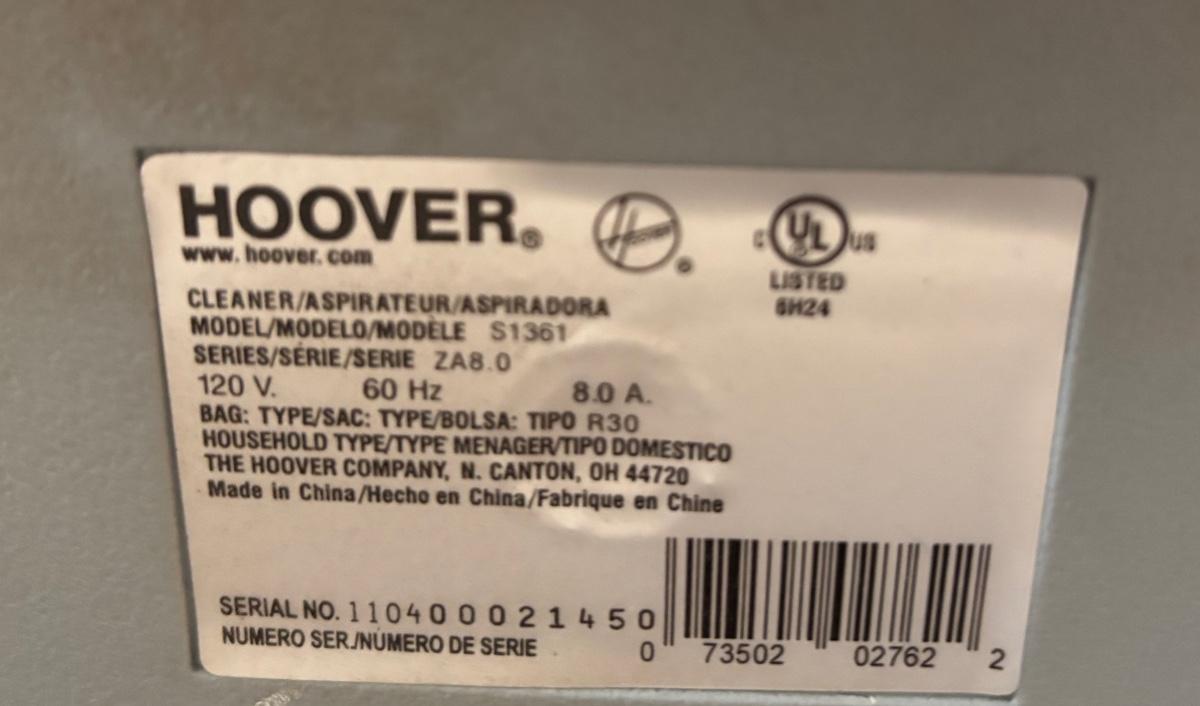 HOOVER®
www.hoover.com
Hoover ®
C UL US
LISTED
6H24
CLEANER/ASPIRATEUR/ASPIRADORA
MODEL/MODELO/MODÈLE S1361
SERIES/SÉRIE/SERIE ZA8.0
120 V. 60 Hz 8.0 A.
BAG: TYPE/SAC: TYPE/BOLSA: TIPO R30
HOUSEHOLD TYPE/TYPE MENAGER/TIPO DOMESTICO
THE HOOVER COMPANY, N. CANTON, OH 44720
Made in China/Hecho en China/Fabrique en Chine
SERIAL NO. 110400021450
NUMERO SER./NÚMERO DE SERIE
0 73502 02762 2